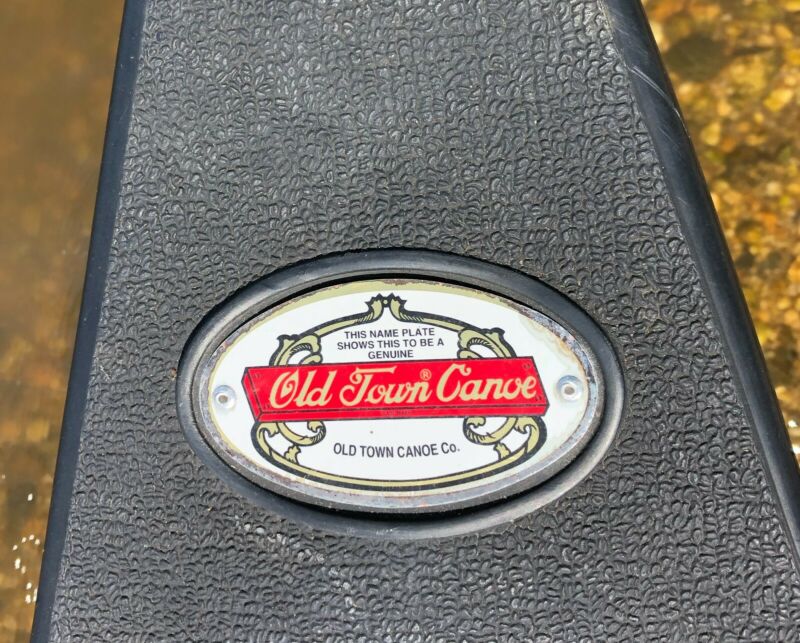 THIS NAME PLATE
SHOWS THIS TO BE A
GENUINE
Old Town® Canoe
OLD TOWN CANOE Co.